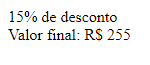 15% de desconto
Valor final: R$ 255